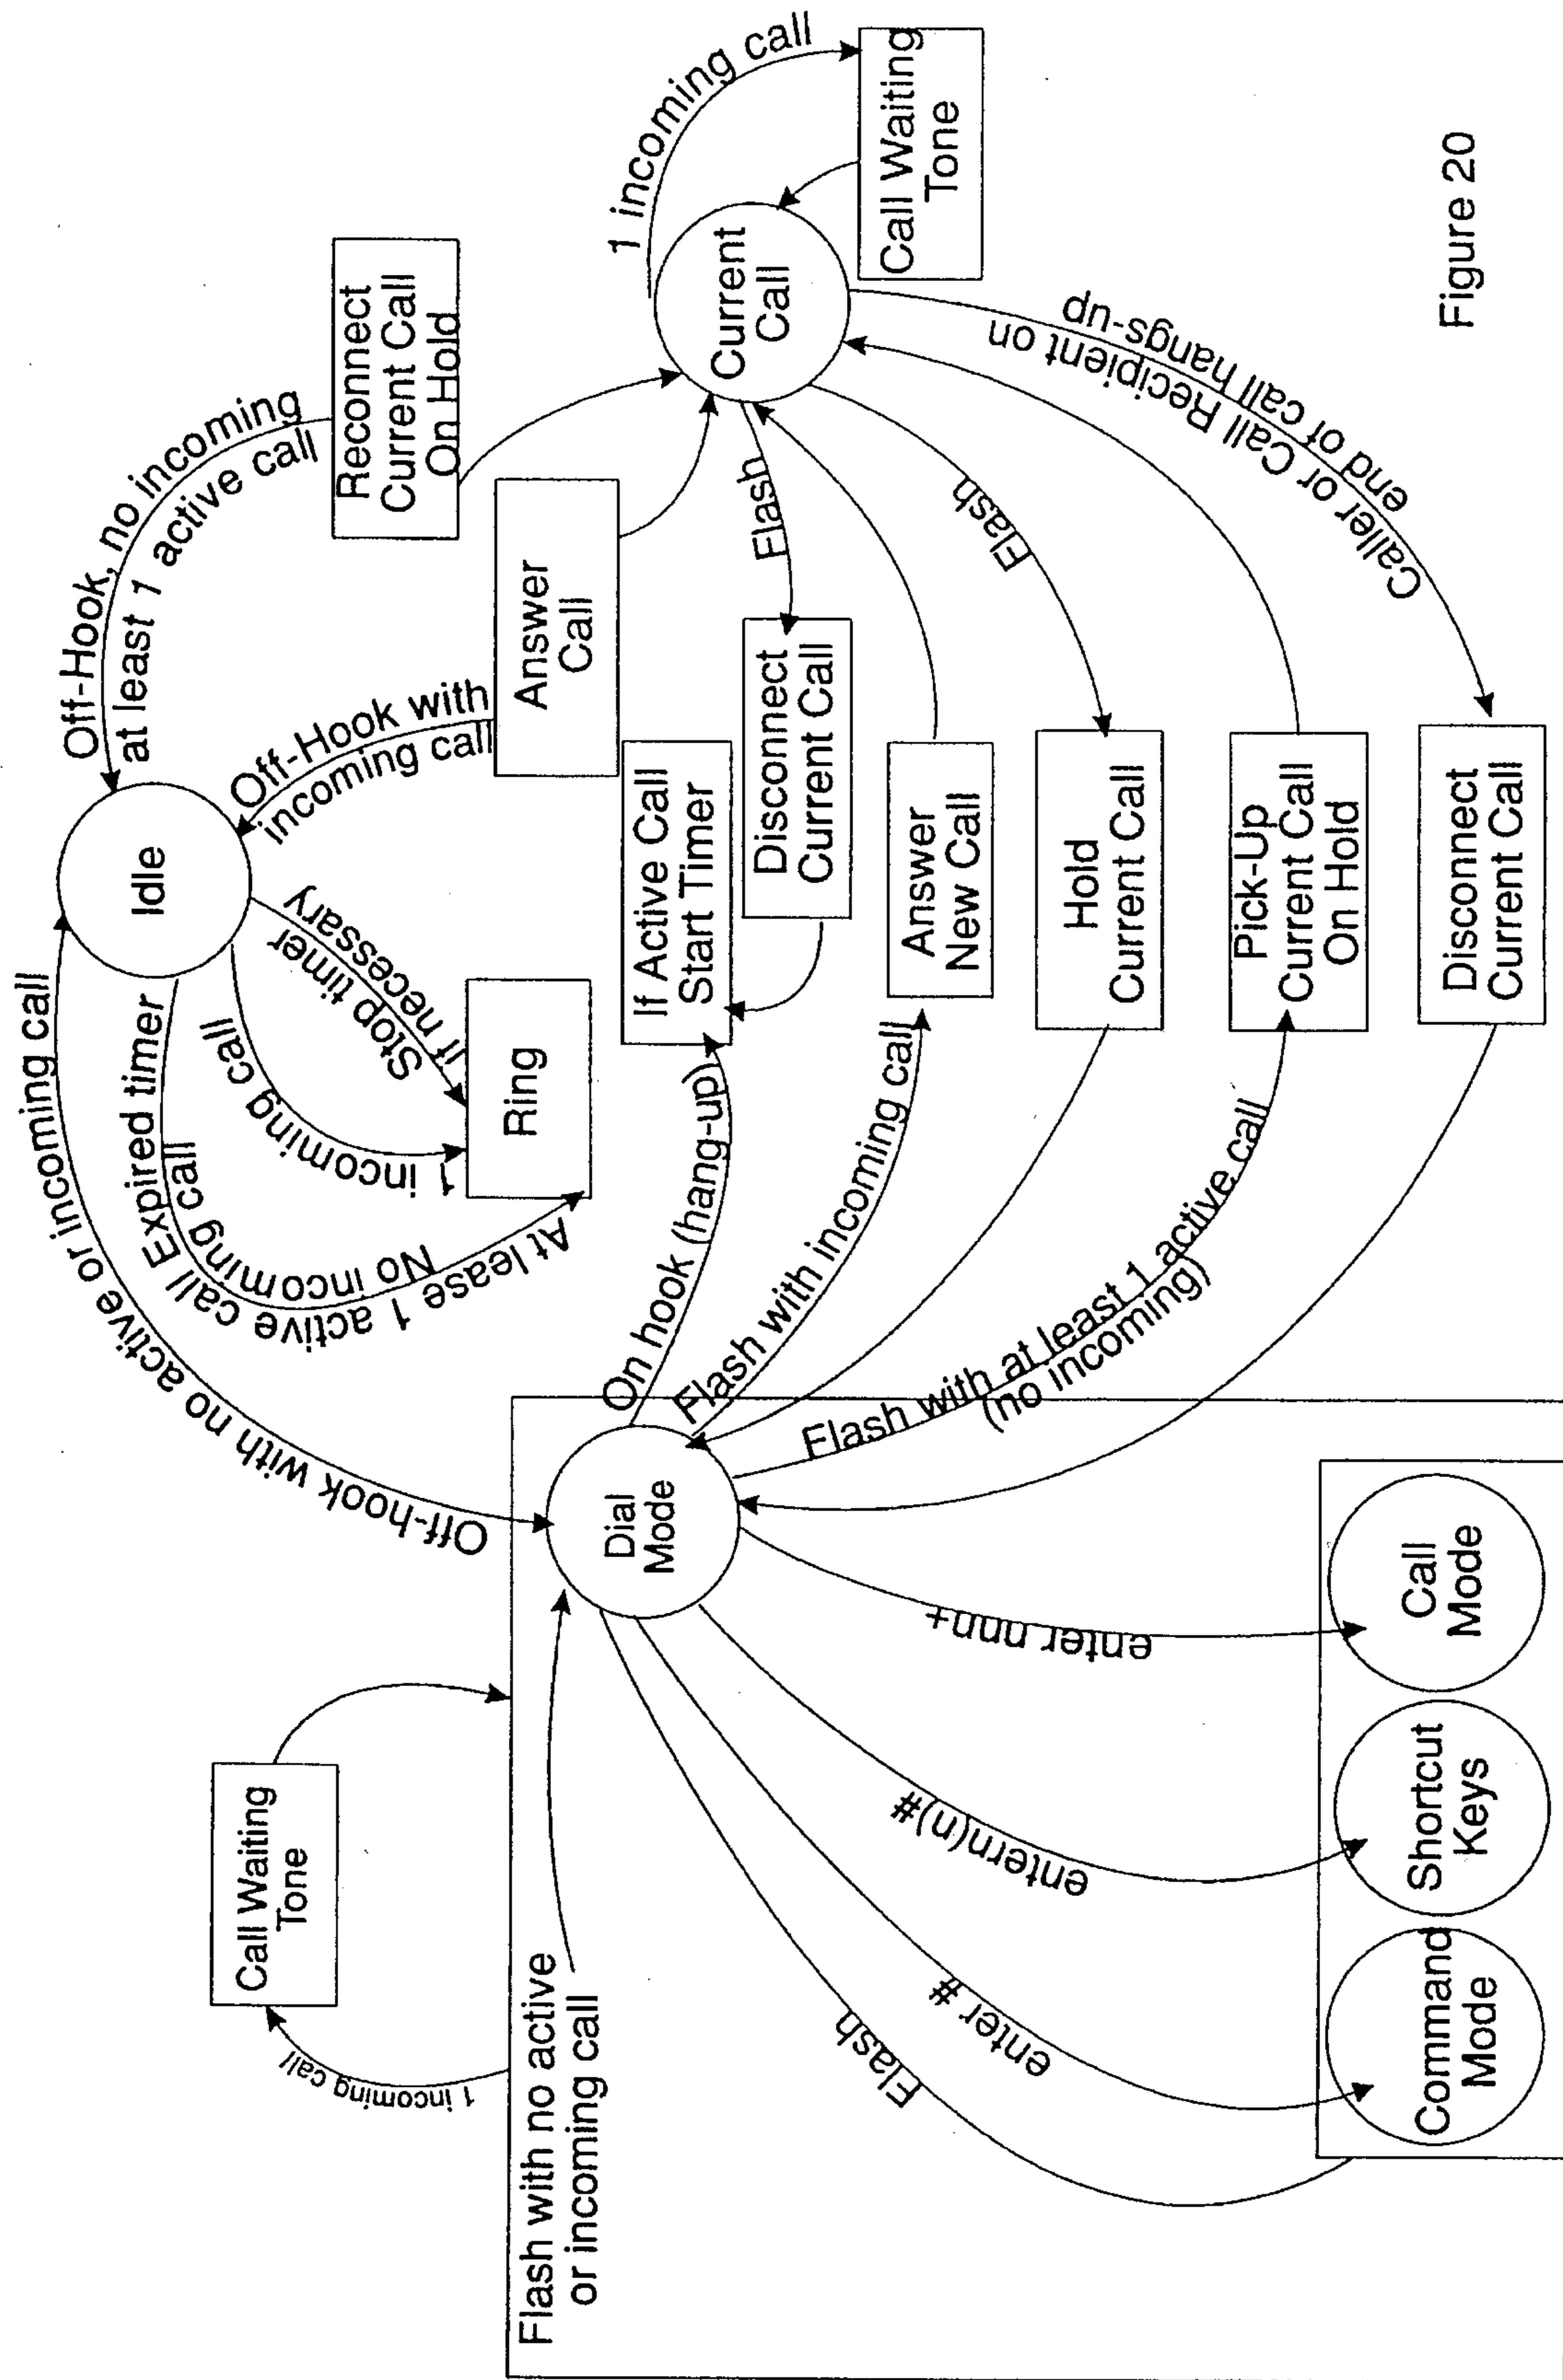 Off-hook with no active or incoming call
Idle
Off-Hook, no incoming
at least 1 active call
Reconnect
Current Call
On Hold
Off-Hook with
incoming call
Answer
Call
Stop timer
if necessary
1 incoming call
Ring
At lease 1 active call Expired timer
No incoming call
Call Waiting
Tone
1 incoming call
Flash with no active
or incoming call
Dial
Mode
On hook (hang-up)
If Active Call
Start Timer
Disconnect
Current Call
Flash
Current
Call
1 incoming call
Call Waiting
Tone
Flash with incoming call
Answer
New Call
Hold
Current Call
Flash
Flash with at least 1 active call
(no incoming)
Pick-Up
Current Call
On Hold
Caller or Call Recipient on
end of call hangs-up
Disconnect
Current Call
Flash
enter #
entern(n)#
enter nnn+
Command
Mode
Shortcut
Keys
Call
Mode
Figure 20